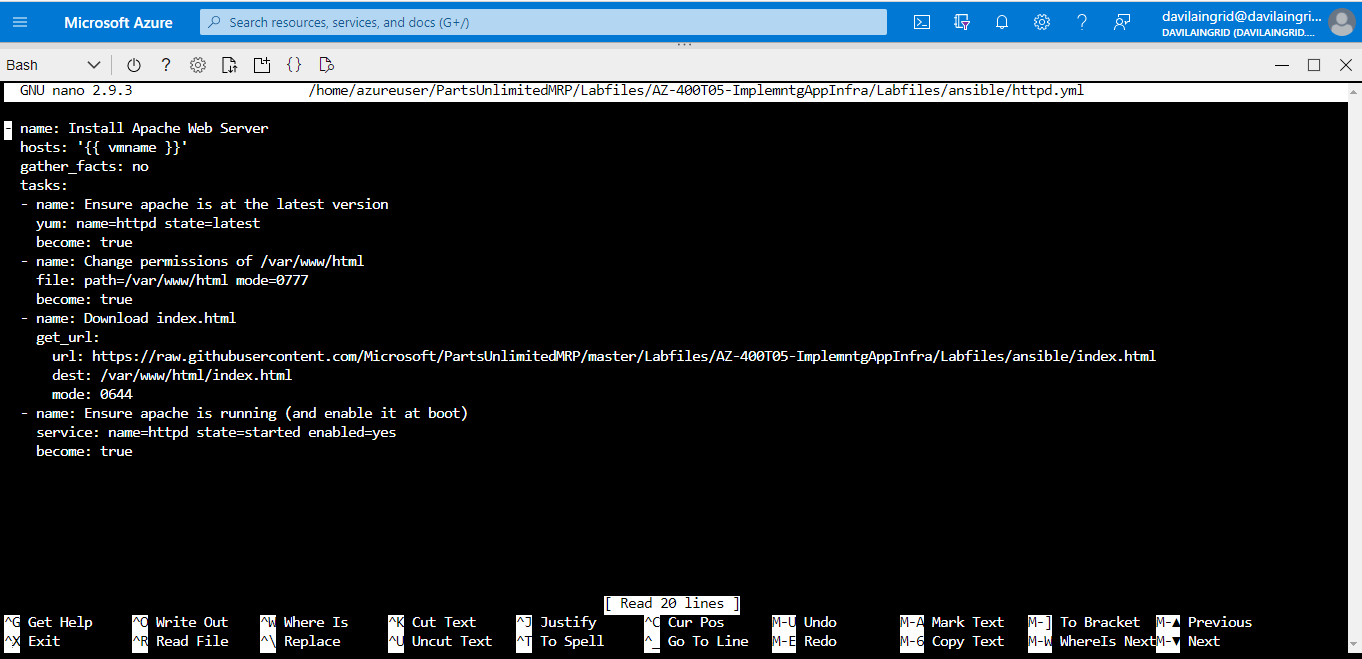 Microsoft Azure
Search resources, services, and docs (G+/)
davilaingrid@davilaingri...
DAVILAINGRID (DAVILAINGRID....
Bash
GNU nano 2.9.3 /home/azureuser/PartsUnlimitedMRP/Labfiles/AZ-400T05-ImplemntgAppInfra/Labfiles/ansible/httpd.yml
- name: Install Apache Web Server
hosts: '{{ vmname }}'
gather_facts: no
tasks:
- name: Ensure apache is at the latest version
yum: name=httpd state=latest
become: true
- name: Change permissions of /var/www/html
file: path=/var/www/html mode=0777
become: true
- name: Download index.html
get_url:
url: https://raw.githubusercontent.com/Microsoft/PartsUnlimitedMRP/master/Labfiles/AZ-400T05-ImplemntgAppInfra/Labfiles/ansible/index.html
dest: /var/www/html/index.html
mode: 0644
- name: Ensure apache is running (and enable it at boot)
service: name=httpd state=started enabled=yes
become: true
[ Read 20 lines ]
^G Get Help ^O Write Out ^W Where Is ^K Cut Text ^J Justify ^C Cur Pos M-U Undo M-A Mark Text M-] To Bracket M-▲ Previous
^X Exit ^R Read File ^\ Replace ^U Uncut Text ^T To Spell ^_ Go To Line M-E Redo M-6 Copy Text M-W WhereIs Next M-▼ Next